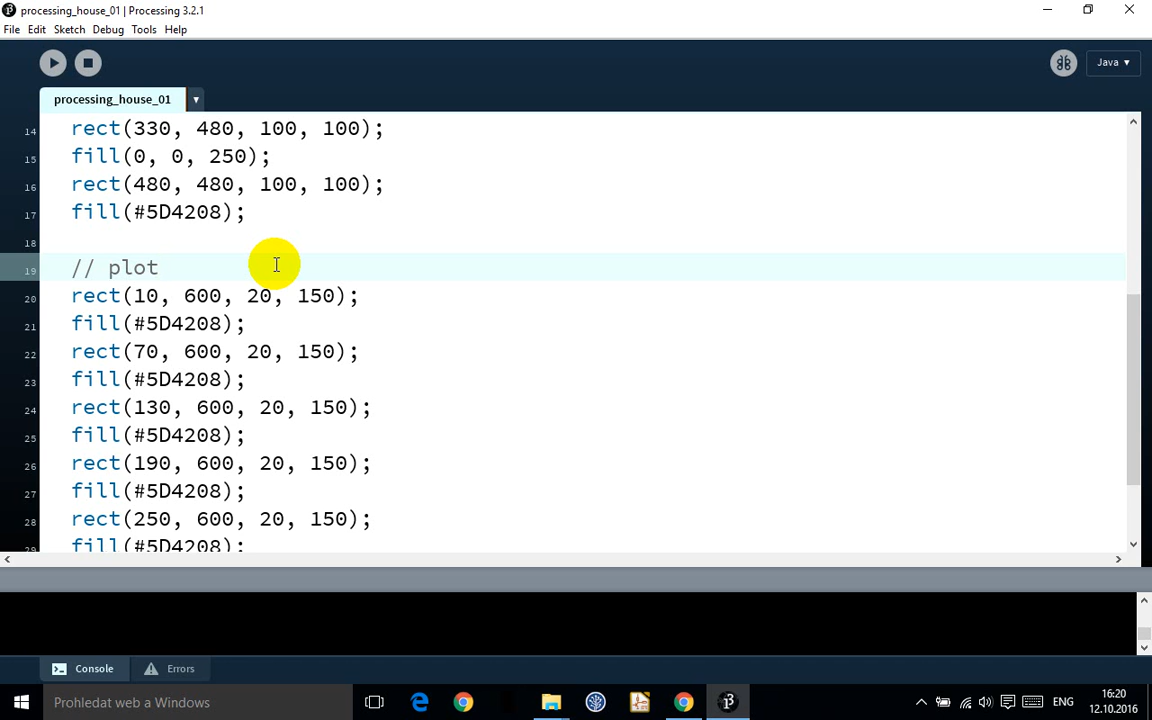 processing_house_01 | Processing 3.2.1
File Edit Sketch Debug Tools Help
Java ▾
processing_house_01 ▾
14 rect(330, 480, 100, 100);
15 fill(0, 0, 250);
16 rect(480, 480, 100, 100);
17 fill(#5D4208);
18
19 // plot
20 rect(10, 600, 20, 150);
21 fill(#5D4208);
22 rect(70, 600, 20, 150);
23 fill(#5D4208);
24 rect(130, 600, 20, 150);
25 fill(#5D4208);
26 rect(190, 600, 20, 150);
27 fill(#5D4208);
28 rect(250, 600, 20, 150);
29 fill(#5D4208);
Console Errors
Prohledat web a Windows
ENG
16:20
12.10.2016